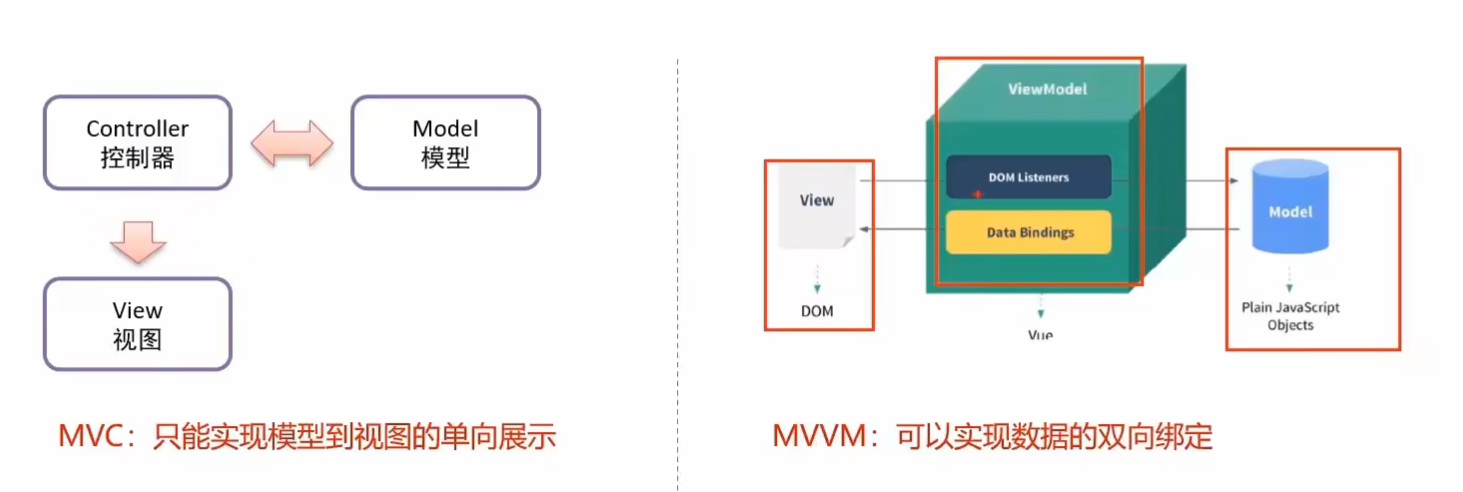 Controller
控制器
Model
模型
View
视图
MVC：只能实现模型到视图的单向展示
ViewModel
DOM Listeners
View
Data Bindings
Model
DOM
Plain JavaScript
Objects
Vue
MVVM：可以实现数据的双向绑定